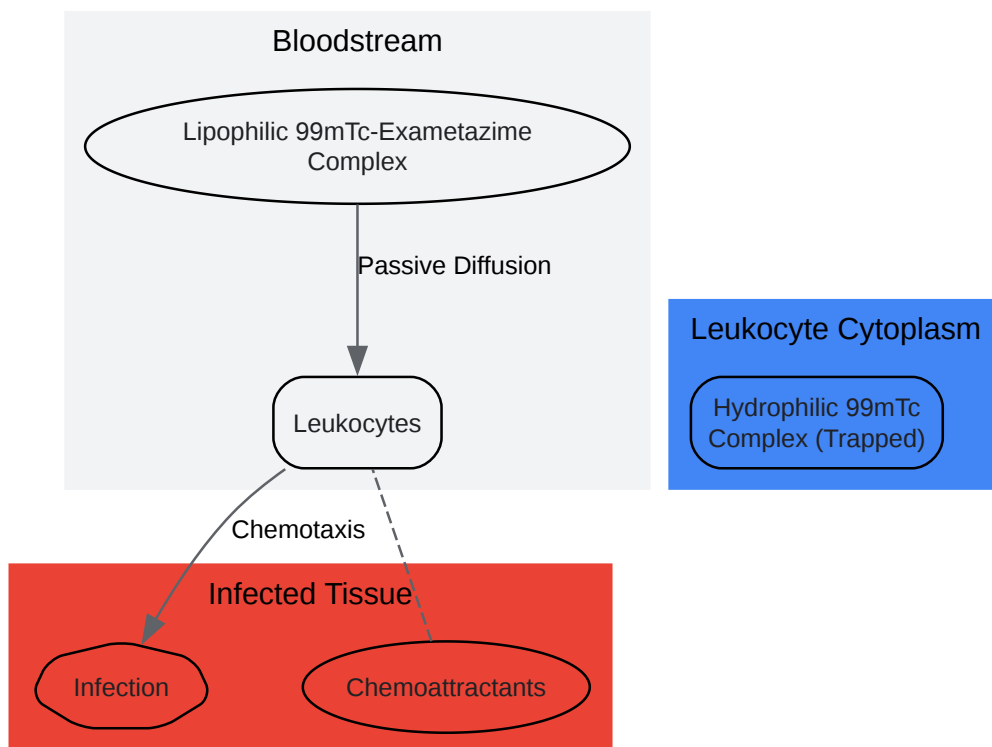 Bloodstream
Lipophilic 99mTc-Exametazime
Complex
Passive Diffusion
Leukocyte Cytoplasm
Hydrophilic 99mTc
Complex (Trapped)
Leukocytes
Chemotaxis
Infected Tissue
Infection
Chemoattractants